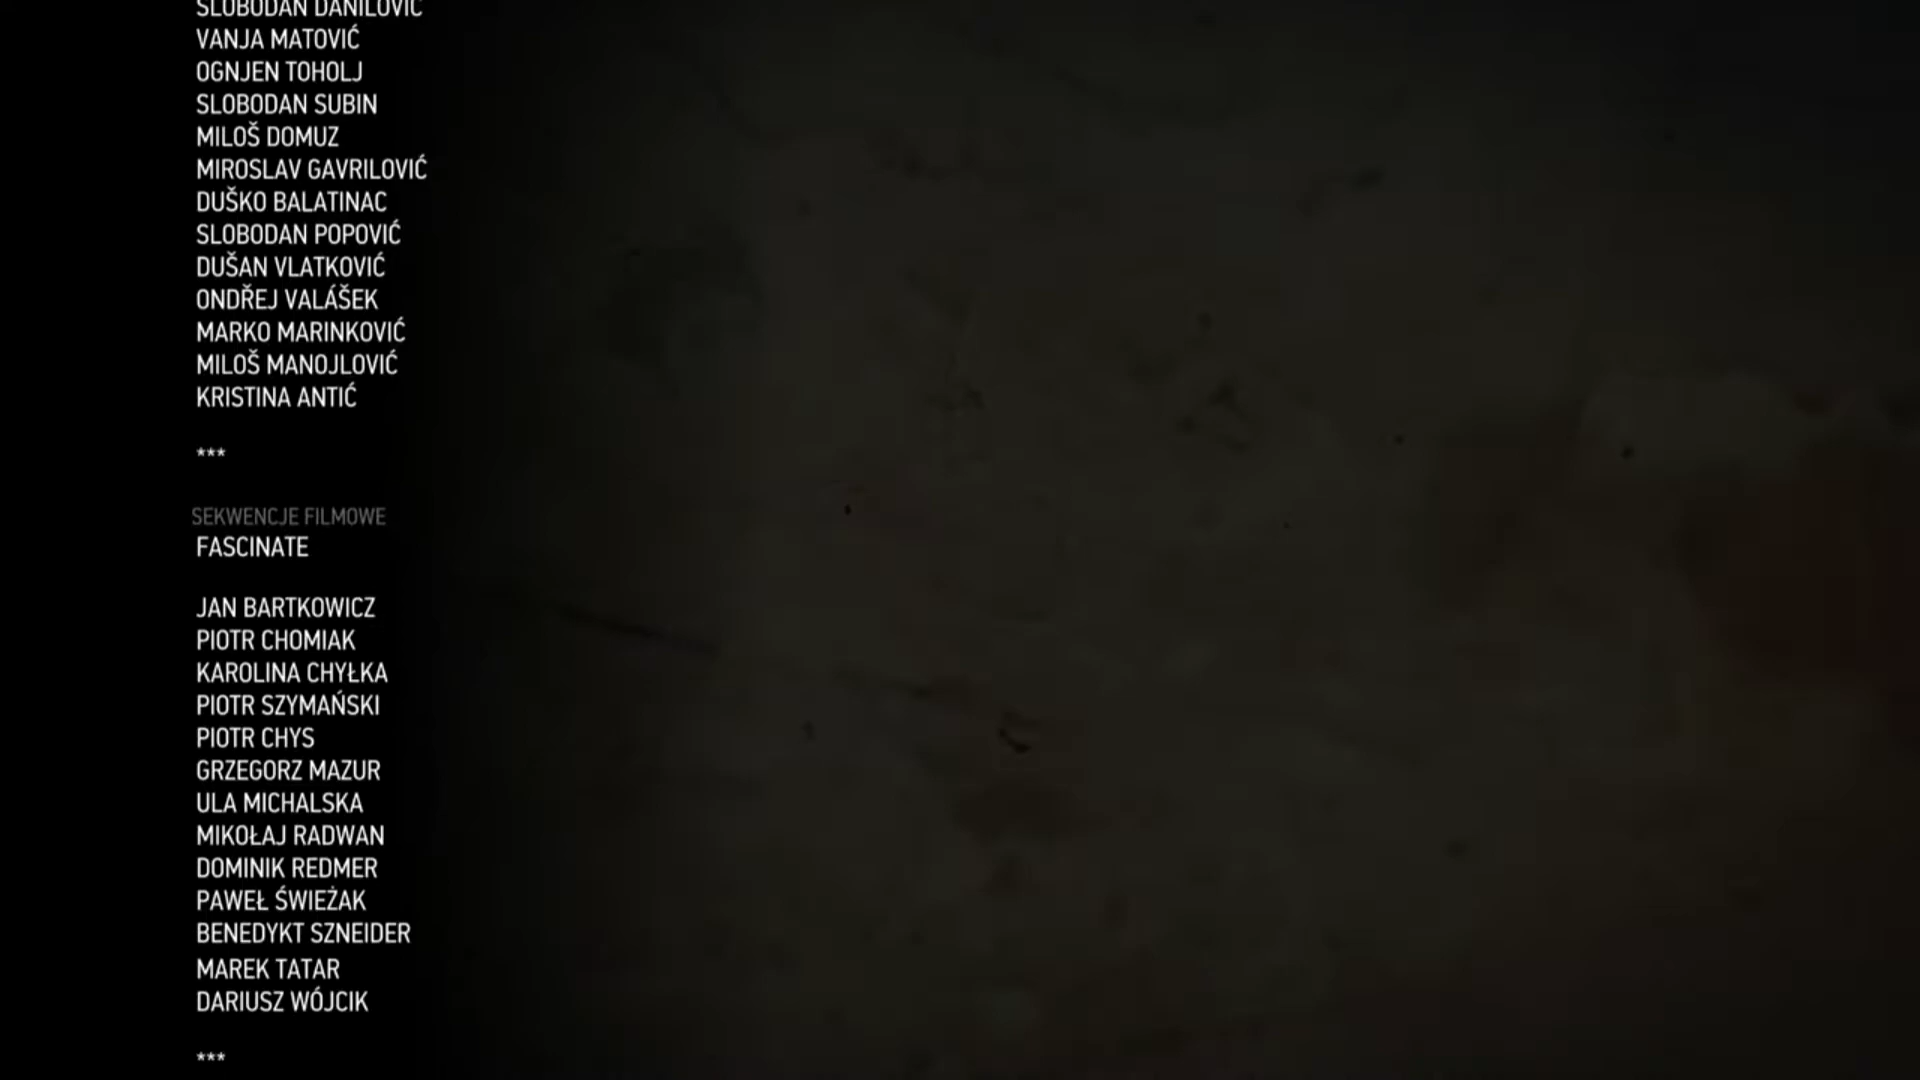 SLOBODAN DANILOVIĆ
VANJA MATOVIĆ
OGNJEN TOHOLJ
SLOBODAN SUBIN
MILOŠ DOMUZ
MIROSLAV GAVRILOVIĆ
DUŠKO BALATINAC
SLOBODAN POPOVIĆ
DUŠAN VLATKOVIĆ
ONDŘEJ VALÁŠEK
MARKO MARINKOVIĆ
MILOŠ MANOJLOVIĆ
KRISTINA ANTIĆ
***
SEKWENCJE FILMOWE
FASCINATE
JAN BARTKOWICZ
PIOTR CHOMIAK
KAROLINA CHYŁKA
PIOTR SZYMAŃSKI
PIOTR CHYS
GRZEGORZ MAZUR
ULA MICHALSKA
MIKOŁAJ RADWAN
DOMINIK REDMER
PAWEŁ ŚWIEŻAK
BENEDYKT SZNEIDER
MAREK TATAR
DARIUSZ WÓJCIK
***